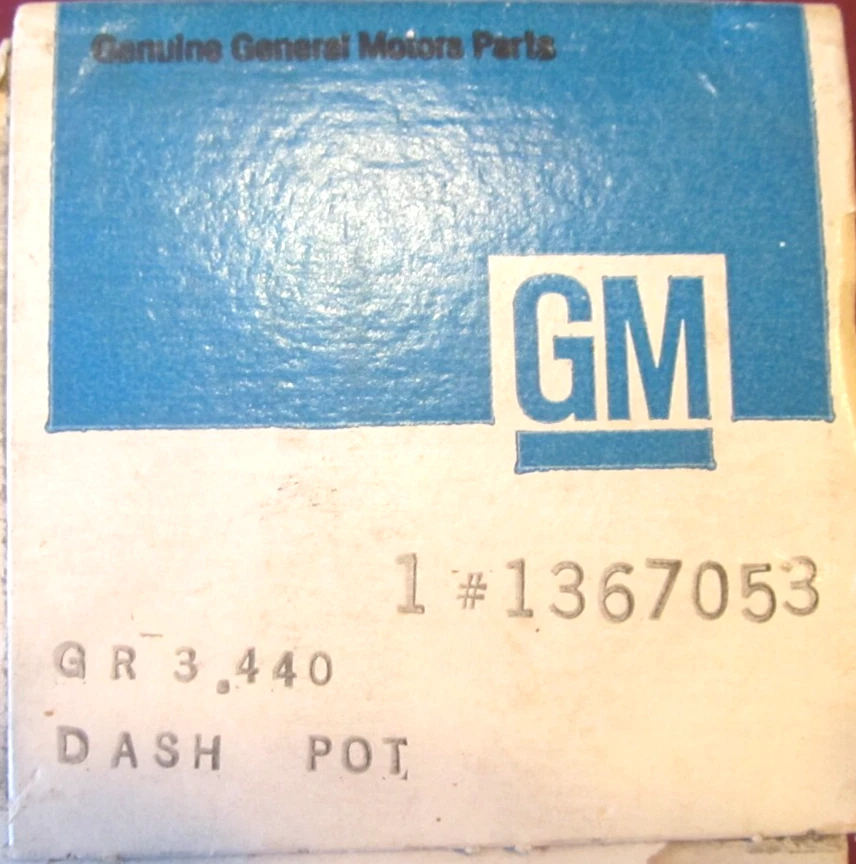 Genuine General Motors Parts
GM
1 #1367053
GR 3.440
DASH POT